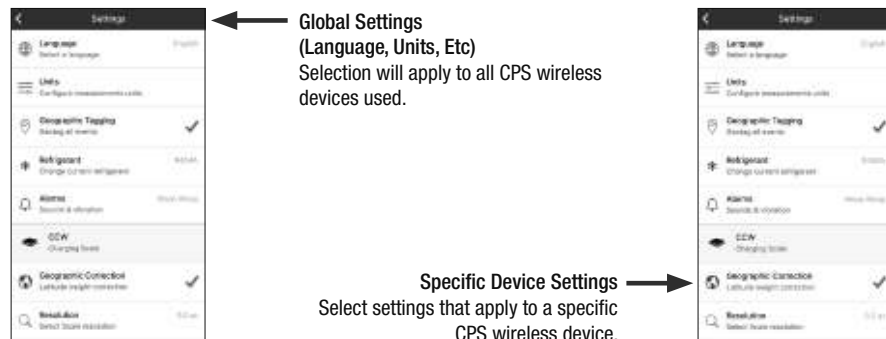 Settings
Language
English
Select a language
Units
Configure measurements units
Geographic Tagging
Geotag all events
Refrigerant
Change current refrigerant
Alarms
Sounds & vibration
CCW
Charging Scale
Geographic Correction
Latitude weight correction
Resolution
Select Scale resolution
Global Settings
(Language, Units, Etc)
Selection will apply to all CPS wireless
devices used.
Specific Device Settings
Select settings that apply to a specific
CPS wireless device.
Settings
Language
English
Select a language
Units
Configure measurements units
Geographic Tagging
Geotag all events
Refrigerant
Change current refrigerant
Alarms
Sounds & vibration
CCW
Charging Scale
Geographic Correction
Latitude weight correction
Resolution
Select Scale resolution